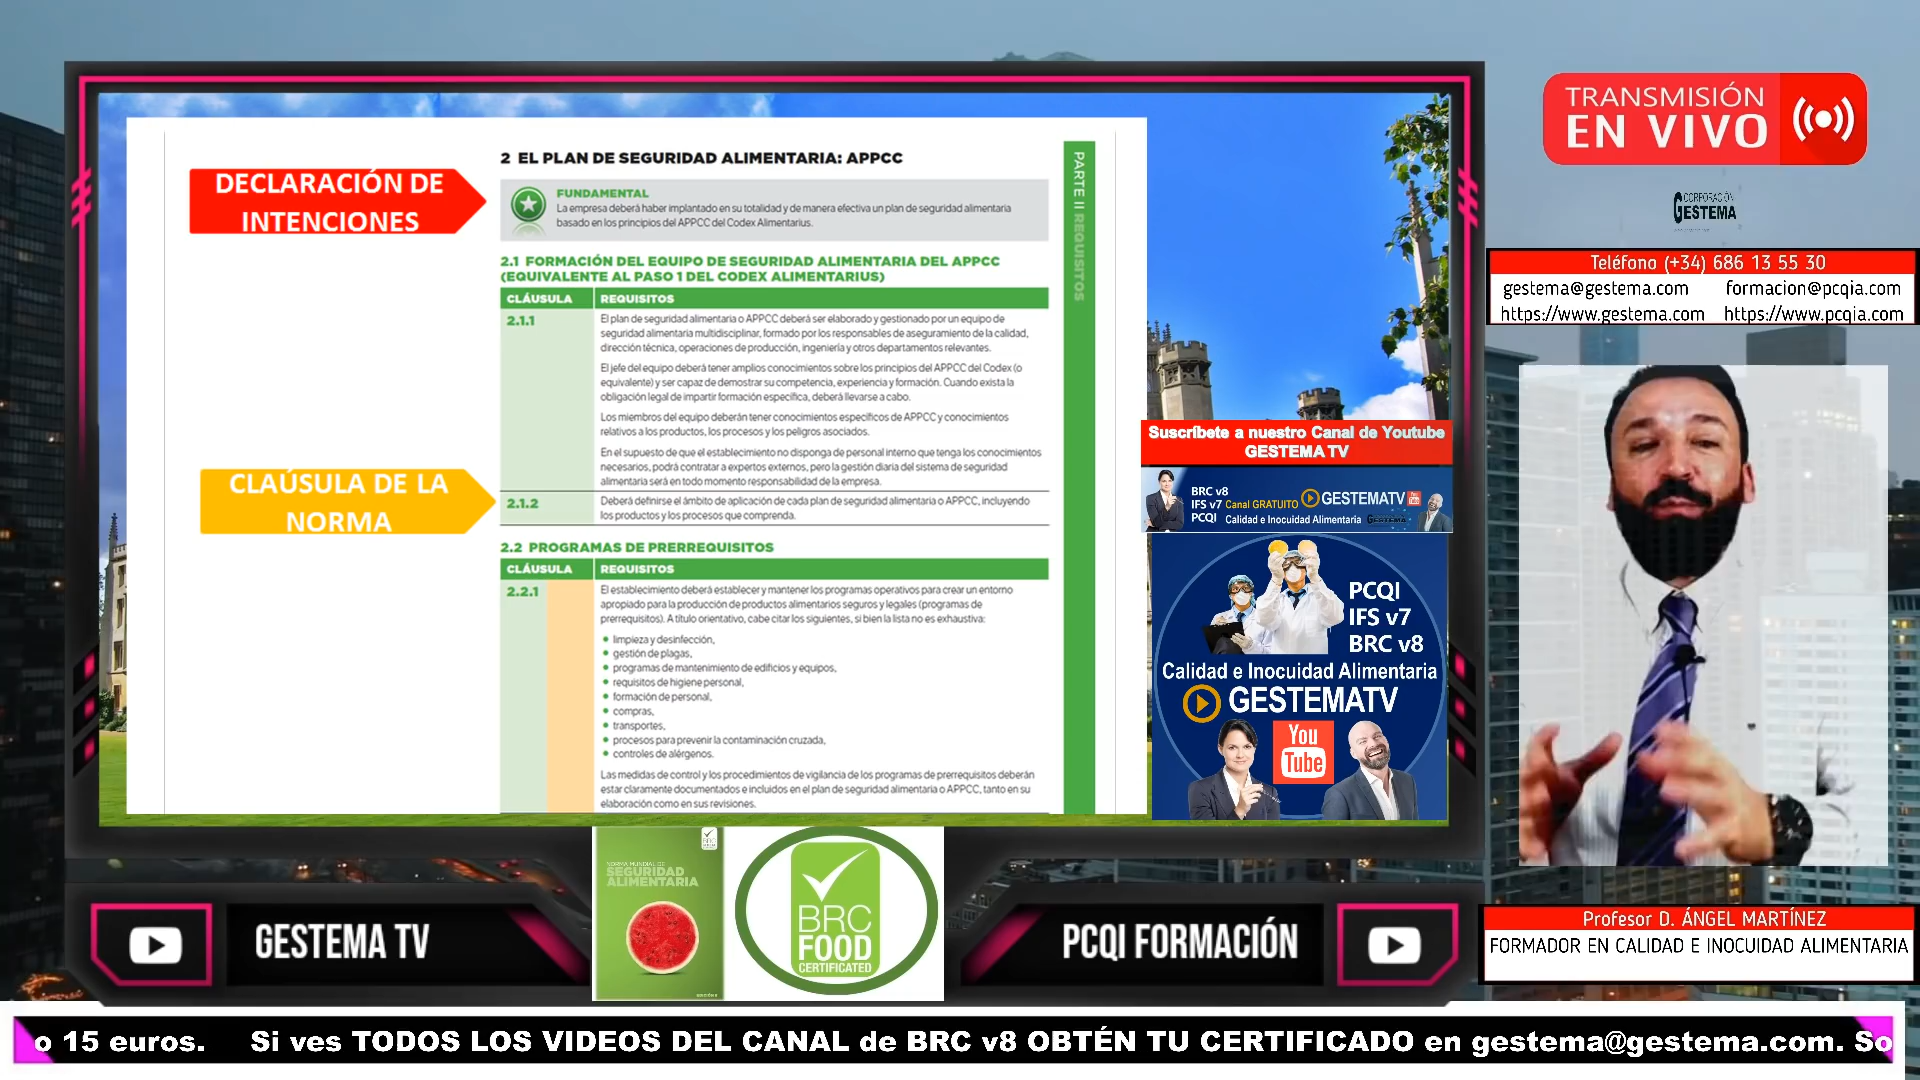 DECLARACIÓN DE
INTENCIONES
CLAÚSULA DE LA
NORMA
2 EL PLAN DE SEGURIDAD ALIMENTARIA: APPCC
FUNDAMENTAL
La empresa deberá haber implantado en su totalidad y de manera efectiva un plan de seguridad alimentaria
basado en los principios del APPCC del Codex Alimentarius.
2.1 FORMACIÓN DEL EQUIPO DE SEGURIDAD ALIMENTARIA DEL APPCC
(EQUIVALENTE AL PASO 1 DEL CODEX ALIMENTARIUS)
CLÁUSULA REQUISITOS
2.1.1 El plan de seguridad alimentaria o APPCC deberá ser elaborado y gestionado por un equipo de
seguridad alimentaria multidisciplinar, formado por los responsables de aseguramiento de la calidad,
dirección técnica, operaciones de producción, ingeniería y otros departamentos relevantes.
El jefe del equipo deberá tener amplios conocimientos sobre los principios del APPCC del Codex (o
equivalente) y ser capaz de demostrar su competencia, experiencia y formación. Cuando exista la
obligación legal de impartir formación específica, deberá llevarse a cabo.
Los miembros del equipo deberán tener conocimientos específicos de APPCC y conocimientos
relativos a los productos, los procesos y los peligros asociados.
En el supuesto de que el establecimiento no disponga de personal interno que tenga los conocimientos
necesarios, podrá contratar a expertos externos, pero la gestión diaria del sistema de seguridad
alimentaria será en todo momento responsabilidad de la empresa.
2.1.2 Deberá definirse el ámbito de aplicación de cada plan de seguridad alimentaria o APPCC, incluyendo
los productos y los procesos que comprenda.
2.2 PROGRAMAS DE PRERREQUISITOS
CLÁUSULA REQUISITOS
2.2.1 El establecimiento deberá establecer y mantener los programas operativos para crear un entorno
apropiado para la producción de productos alimentarios seguros y legales (programas de
prerrequisitos). A título orientativo, cabe citar los siguientes, si bien la lista no es exhaustiva:
• limpieza y desinfección,
• gestión de plagas,
• programas de mantenimiento de edificios y equipos,
• requisitos de higiene personal,
• formación de personal,
• compras,
• transportes,
• procesos para prevenir la contaminación cruzada,
• controles de alérgenos.
Las medidas de control y los procedimientos de vigilancia de los programas de prerrequisitos deberán
estar claramente documentados e incluidos en el plan de seguridad alimentaria o APPCC, tanto en su
elaboración como en sus revisiones.
PARTE II REQUISITOS
Suscríbete a nuestro Canal de Youtube
GESTEMA TV
BRC v8
IFS v7 Canal GRATUITO GESTEMATV You Tube
PCQI Calidad e Inocuidad Alimentaria GESTEMA
PCQI
IFS v7
BRC v8
Calidad e Inocuidad Alimentaria
GESTEMATV
You
Tube
TRANSMISIÓN
EN VIVO
CORPORACIÓN
GESTEMA
Teléfono (+34) 686 13 55 30
gestema@gestema.com formacion@pcqia.com
https://www.gestema.com https://www.pcqia.com
Profesor D. ÁNGEL MARTÍNEZ
FORMADOR EN CALIDAD E INOCUIDAD ALIMENTARIA
GESTEMA TV
NORMA MUNDIAL DE
SEGURIDAD
ALIMENTARIA
BRC
FOOD
CERTIFICATED
PCQI FORMACIÓN
o 15 euros. Si ves TODOS LOS VIDEOS DEL CANAL de BRC v8 OBTÉN TU CERTIFICADO en gestema@gestema.com. So